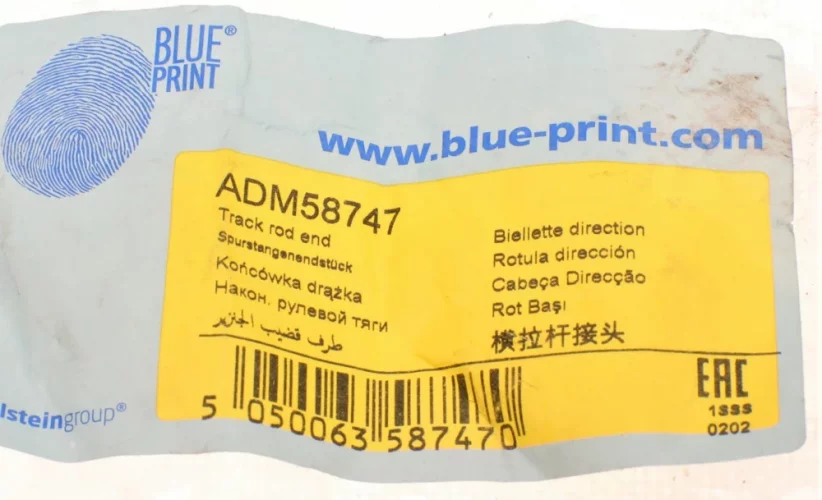 BLUE®
PRINT
www.blue-print.com
ADM58747
Track rod end
Spurstangenendstück
Końcówka drążka
Након. рулевой тяги
طرف قضيب الجنزير
Biellette direction
Rotula dirección
Cabeça Direcção
Rot Başı
横拉杆接头
5 050063 587470
EAC
1SSS
0202
lsteingroup®